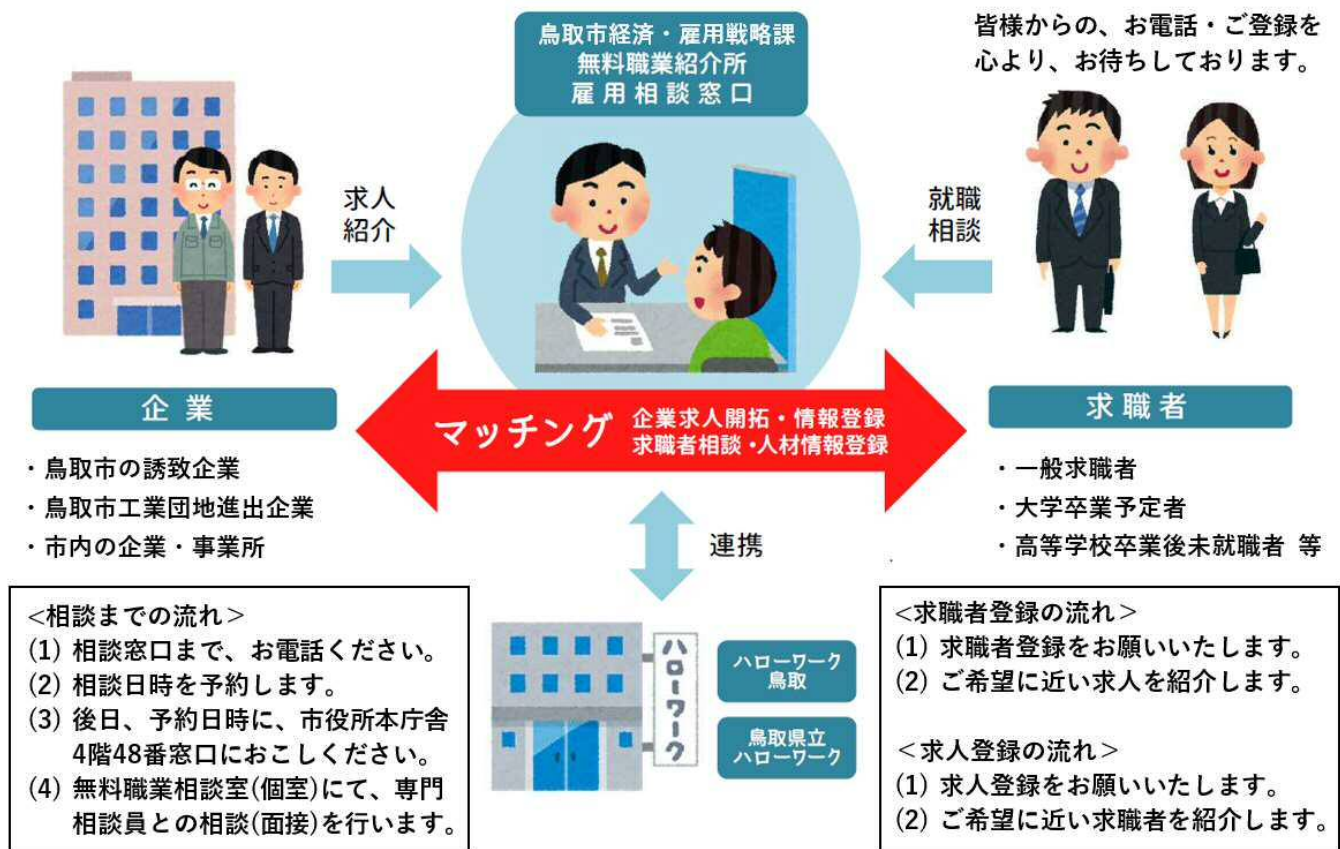 鳥取市経済・雇用戦略課
無料職業紹介所
雇用相談窓口
皆様からの、お電話・ご登録を
心より、お待ちしております。
求人
紹介
就職
相談
企業
マッチング
企業求人開拓・情報登録
求職者相談・人材情報登録
求職者
・鳥取市の誘致企業
・鳥取市工業団地進出企業
・市内の企業・事業所
・一般求職者
・大学卒業予定者
・高等学校卒業後未就職者 等
連携
<相談までの流れ>
(1) 相談窓口まで、お電話ください。
(2) 相談日時を予約します。
(3) 後日、予約日時に、市役所本庁舎
4階48番窓口におこしください。
(4) 無料職業相談室(個室)にて、専門
相談員との相談(面接)を行います。
ハローワーク
ハローワーク
鳥取
鳥取県立
ハローワーク
<求職者登録の流れ>
(1) 求職者登録をお願いいたします。
(2) ご希望に近い求人を紹介します。
<求人登録の流れ>
(1) 求人登録をお願いいたします。
(2) ご希望に近い求職者を紹介します。